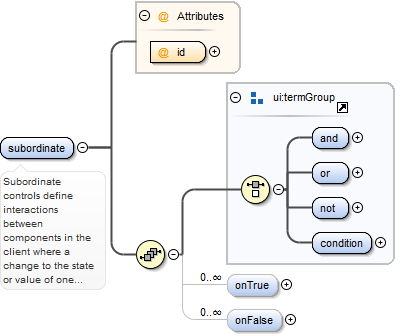 @ Attributes
@ id
ui:termGroup
and
or
not
condition
subordinate
Subordinate
controls define
interactions
between
components in the
client where a
change to the state
or value of one...
0..∞
onTrue
0..∞
onFalse